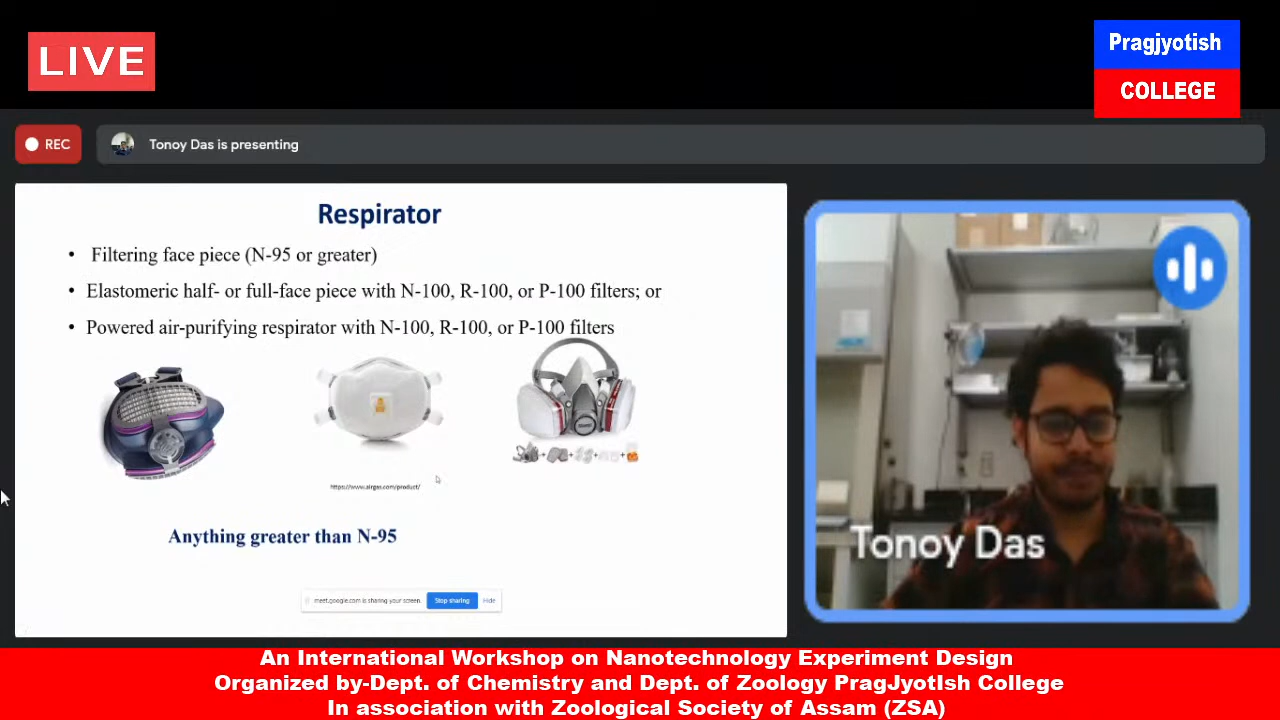 LIVE
Pragjyotish
COLLEGE
REC
Tonoy Das is presenting
Respirator
• Filtering face piece (N-95 or greater)
• Elastomeric half- or full-face piece with N-100, R-100, or P-100 filters; or
• Powered air-purifying respirator with N-100, R-100, or P-100 filters
https://www.airgas.com/product/
Anything greater than N-95
meet.google.com is sharing your screen.
Stop sharing
Hide
Tonoy Das
An International Workshop on Nanotechnology Experiment Design
Organized by-Dept. of Chemistry and Dept. of Zoology PragJyotIsh College
In association with Zoological Society of Assam (ZSA)